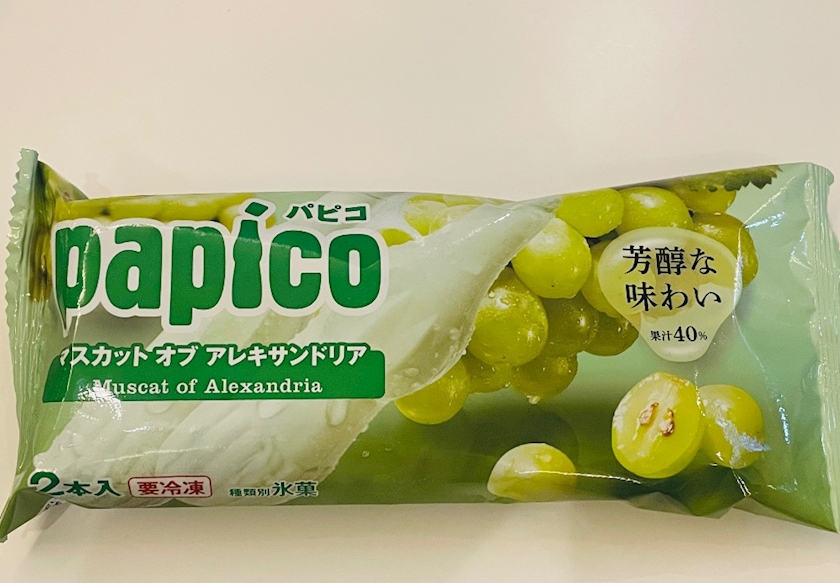 パピコ
papico
マスカット オブ アレキサンドリア
Muscat of Alexandria
芳醇な
味わい
果汁40%
2本入 要冷凍 種類別 氷菓